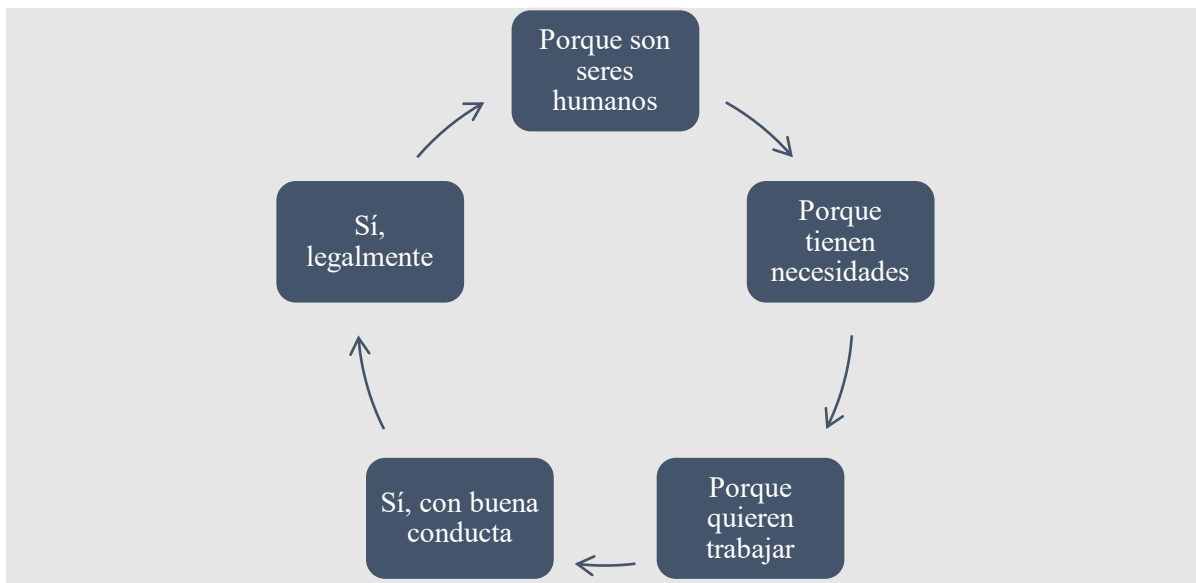 Porque son
seres
humanos
Porque
tienen
necesidades
Porque
quieren
trabajar
Sí, con buena
conducta
Sí,
legalmente